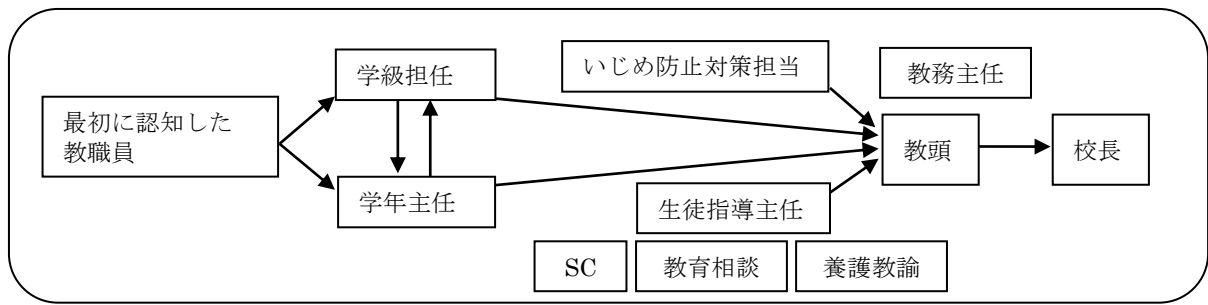 学級担任
いじめ防止対策担当
教務主任
最初に認知した
教職員
教頭
校長
学年主任
生徒指導主任
SC
教育相談
養護教諭